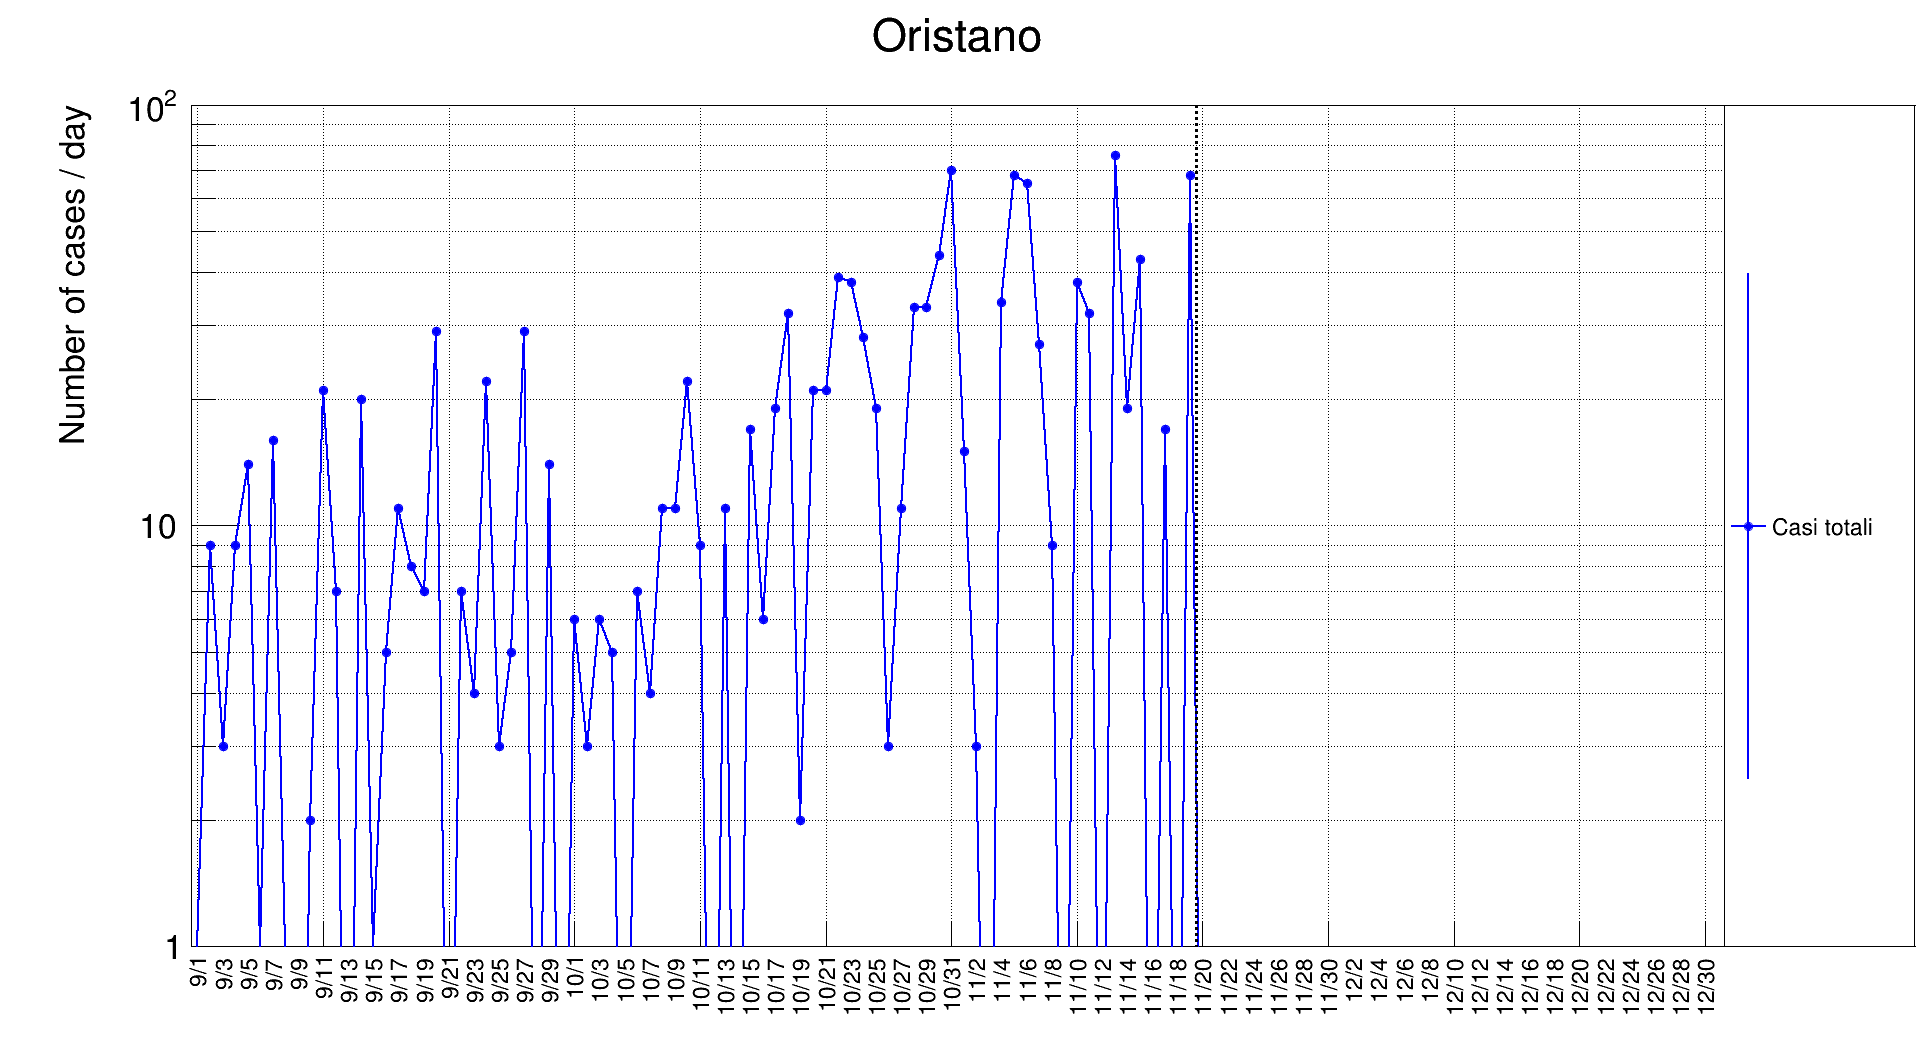 Oristano
Number of cases / day
10²
10
1
9/1 9/3 9/5 9/7 9/9 9/11 9/13 9/15 9/17 9/19 9/21 9/23 9/25 9/27 9/29 10/1 10/3 10/5 10/7 10/9 10/11 10/13 10/15 10/17 10/19 10/21 10/23 10/25 10/27 10/29 10/31 11/2 11/4 11/6 11/8 11/10 11/12 11/14 11/16 11/18 11/20 11/22 11/24 11/26 11/28 11/30 12/2 12/4 12/6 12/8 12/10 12/12 12/14 12/16 12/18 12/20 12/22 12/24 12/26 12/28 12/30
Casi totali